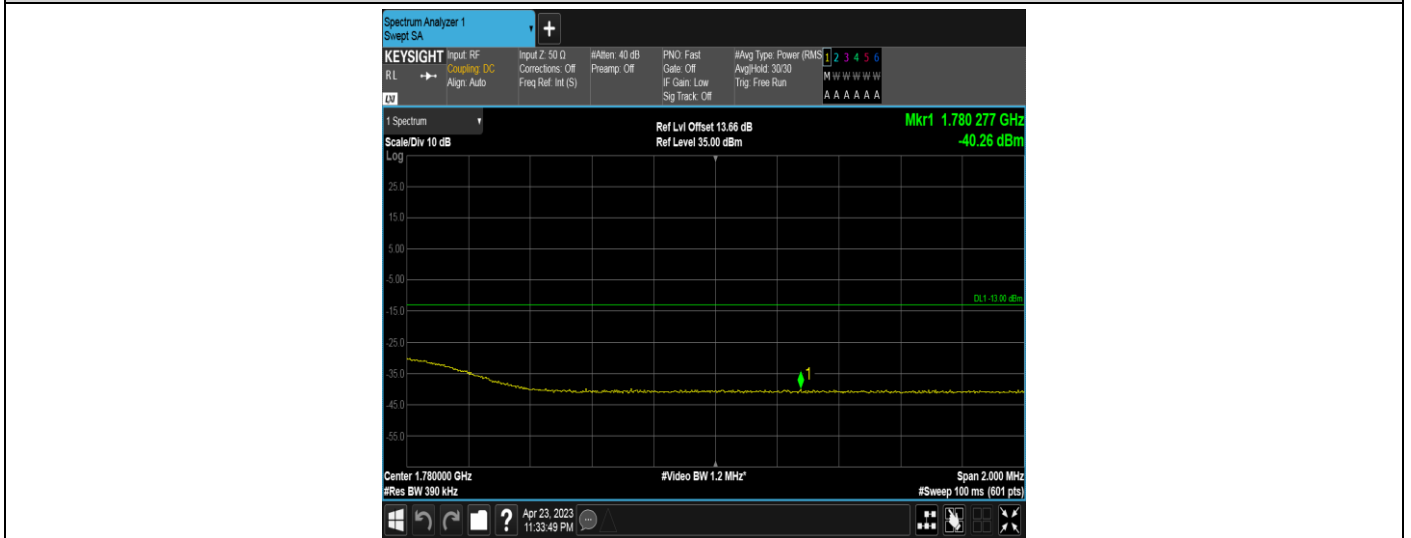 Spectrum Analyzer 1
Swept SA
+
KEYSIGHT Input: RF Input Z: 50 Ω #Atten: 40 dB PNO: Fast #Avg Type: Power (RMS 1 2 3 4 5 6
RL Coupling: DC Corrections: Off Preamp: Off Gate: Off Avg|Hold: 30/30 M W W W W W
Align: Auto Freq Ref: Int (S) IF Gain: Low Trig: Free Run
Sig Track: Off A A A A A A
LXI
1 Spectrum Ref Lvl Offset 13.66 dB Mkr1 1.780 277 GHz
Scale/Div 10 dB Ref Level 35.00 dBm -40.26 dBm
Log
25.0
15.0
5.00
-5.00
DL1 -13.00 dBm
-15.0
-25.0
-35.0
1
-45.0
-55.0
Center 1.780000 GHz #Video BW 1.2 MHz* Span 2.000 MHz
#Res BW 390 kHz #Sweep 100 ms (601 pts)
? Apr 23, 2023
11:33:49 PM